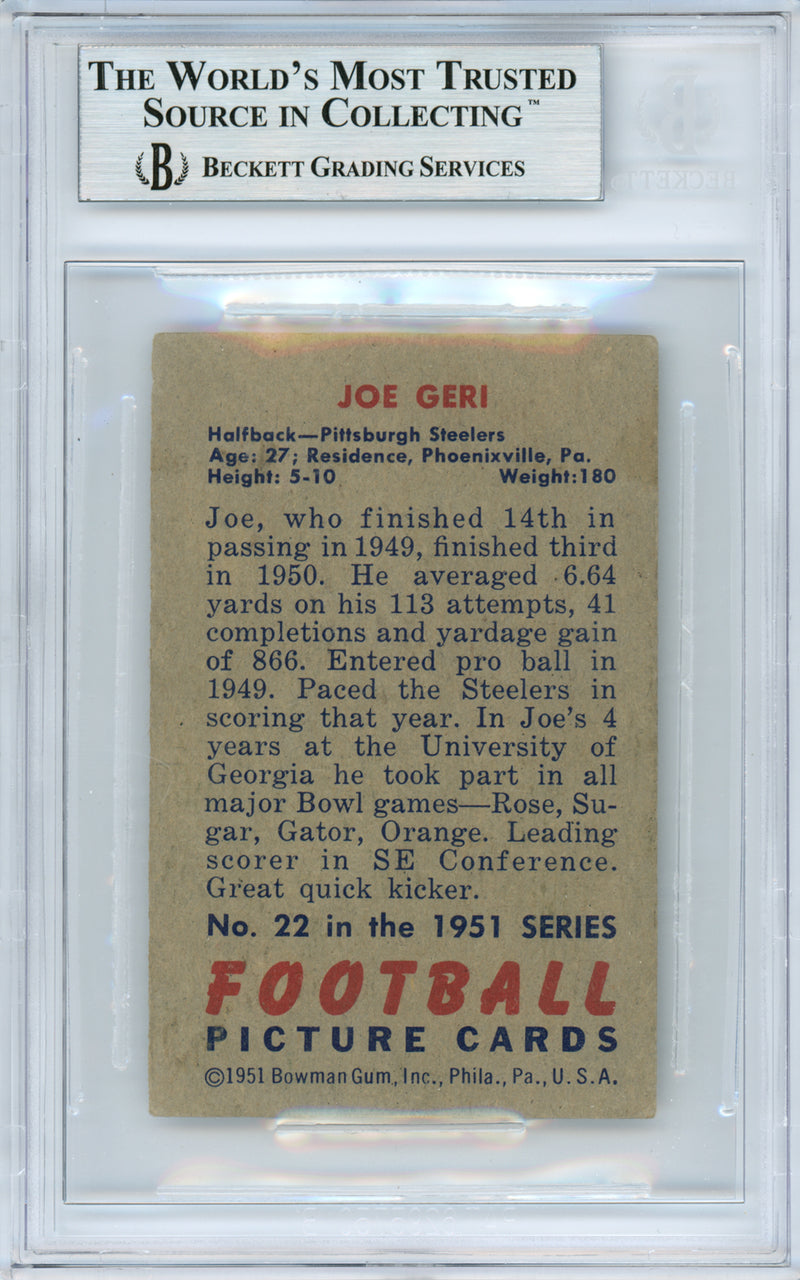 THE WORLD'S MOST TRUSTED
SOURCE IN COLLECTING™
B BECKETT GRADING SERVICES
BECKETT
JOE GERI
Halfback—Pittsburgh Steelers
Age: 27; Residence, Phoenixville, Pa.
Height: 5-10 Weight:180
Joe, who finished 14th in
passing in 1949, finished third
in 1950. He averaged 6.64
yards on his 113 attempts, 41
completions and yardage gain
of 866. Entered pro ball in
1949. Paced the Steelers in
scoring that year. In Joe's 4
years at the University of
Georgia he took part in all
major Bowl games—Rose, Su-
gar, Gator, Orange. Leading
scorer in SE Conference.
Great quick kicker.
No. 22 in the 1951 SERIES
FOOTBALL
PICTURE CARDS
©1951 Bowman Gum, Inc., Phila., Pa., U.S.A.